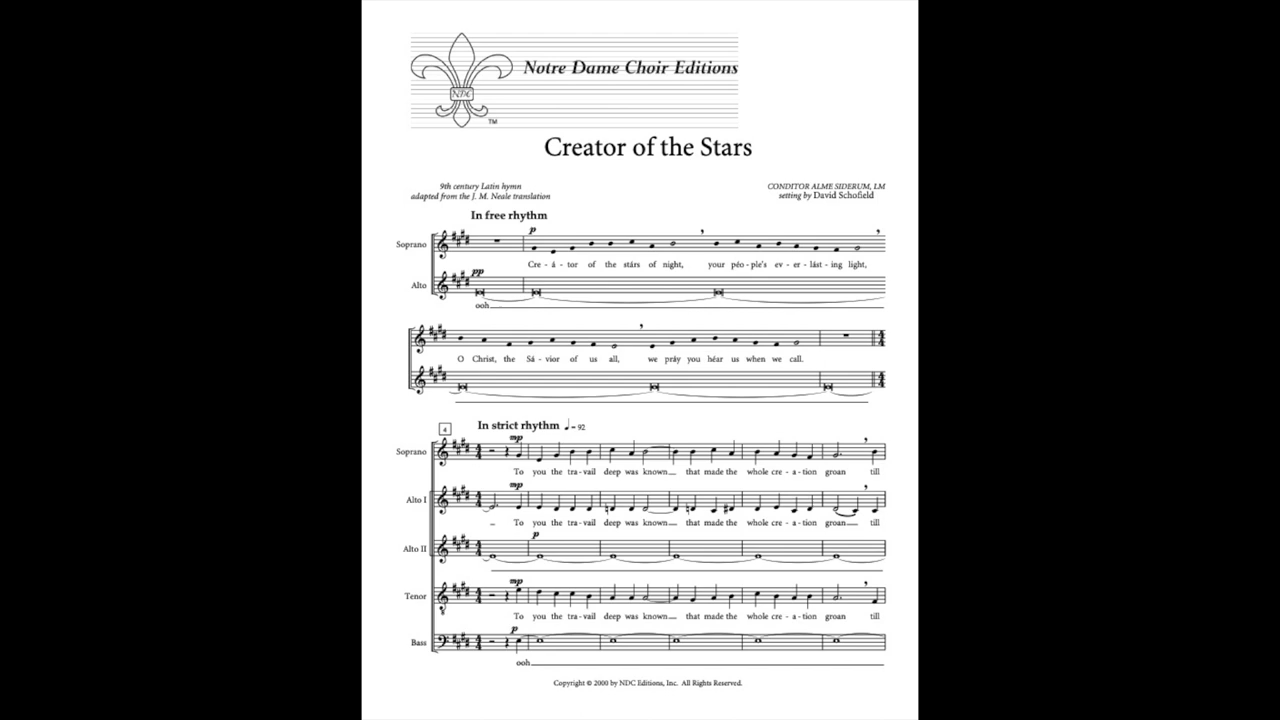 Notre Dame Choir Editions
NDC
TM
Creator of the Stars
9th century Latin hymn
adapted from the J. M. Neale translation
CONDITOR ALME SIDERUM, LM
setting by David Schofield
In free rhythm
p
Soprano
Cre - á - tor of the stárs of night, your péo - ple's ev - er - lást - ing light,
pp
Alto
ooh
O Christ, the Sá - vior of us all, we práy you héar us when we call.
4
In strict rhythm ♩ = 92
mp
Soprano
To you the tra - vail deep was known that made the whole cre - a - tion groan till
mp
Alto I
To you the tra - vail deep was known that made the whole cre - a - tion groan till
p
Alto II
mp
Tenor
To you the tra - vail deep was known that made the whole cre - a - tion groan till
p
Bass
ooh
Copyright © 2000 by NDC Editions, Inc. All Rights Reserved.